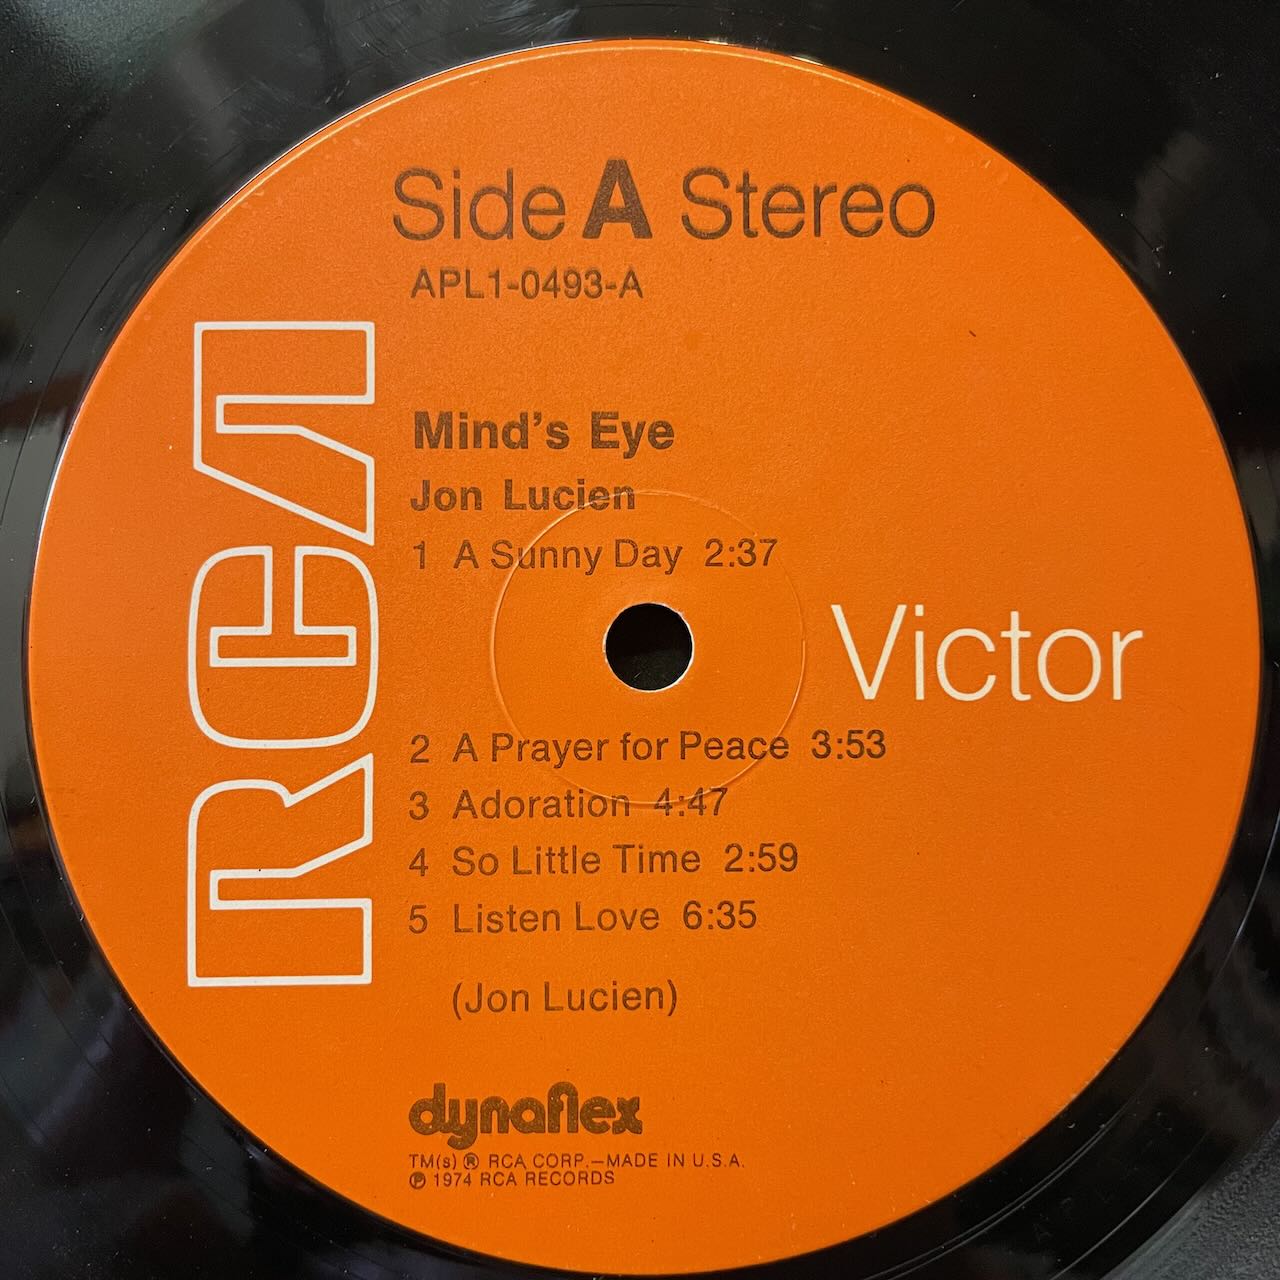 Side A Stereo
APL1-0493-A
RCA
Mind's Eye
Jon Lucien
1 A Sunny Day 2:37
Victor
2 A Prayer for Peace 3:53
3 Adoration 4:47
4 So Little Time 2:59
5 Listen Love 6:35
(Jon Lucien)
dynaflex
TM(s) ® RCA CORP.—MADE IN U.S.A.
℗ 1974 RCA RECORDS